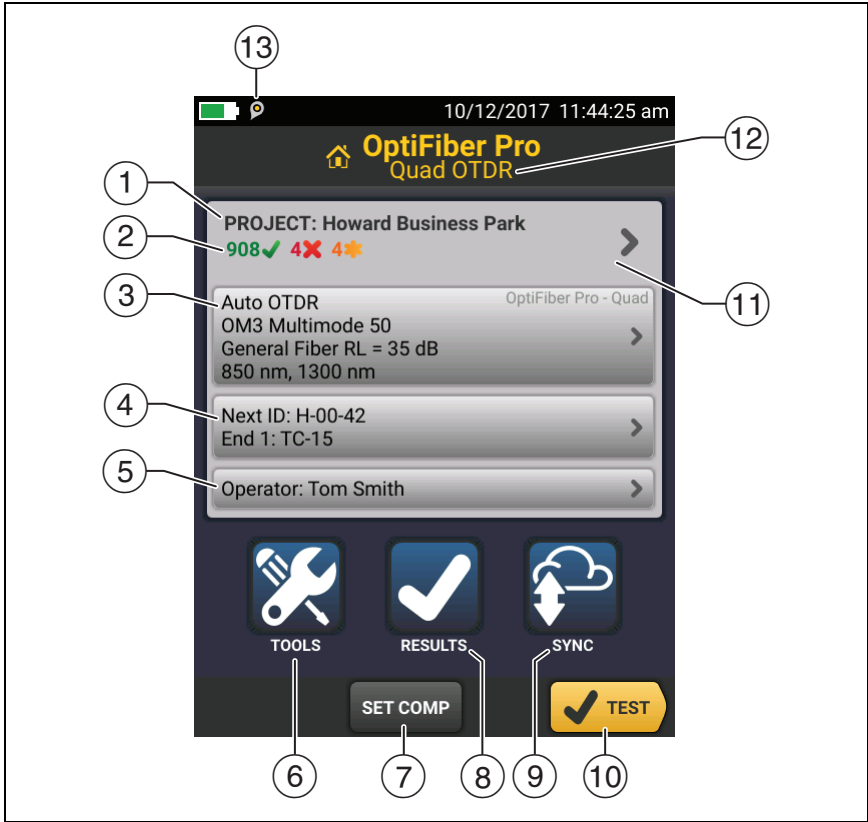 13
10/12/2017 11:44:25 am
OptiFiber Pro
Quad OTDR
12
1
PROJECT: Howard Business Park
2
908✓ 4✗ 4✱
3
Auto OTDR
OptiFiber Pro - Quad
OM3 Multimode 50
General Fiber RL = 35 dB
850 nm, 1300 nm
11
4
Next ID: H-00-42
End 1: TC-15
5
Operator: Tom Smith
TOOLS
RESULTS
SYNC
SET COMP
TEST
6
7
8
9
10